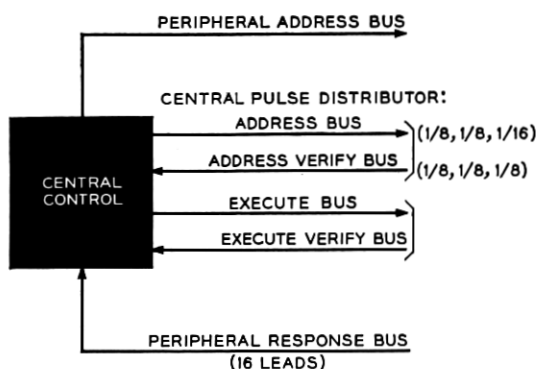 PERIPHERAL ADDRESS BUS
CENTRAL PULSE DISTRIBUTOR:
ADDRESS BUS
(1/8, 1/8, 1/16)
ADDRESS VERIFY BUS
(1/8, 1/8, 1/8)
CENTRAL
CONTROL
EXECUTE BUS
EXECUTE VERIFY BUS
PERIPHERAL RESPONSE BUS
(16 LEADS)